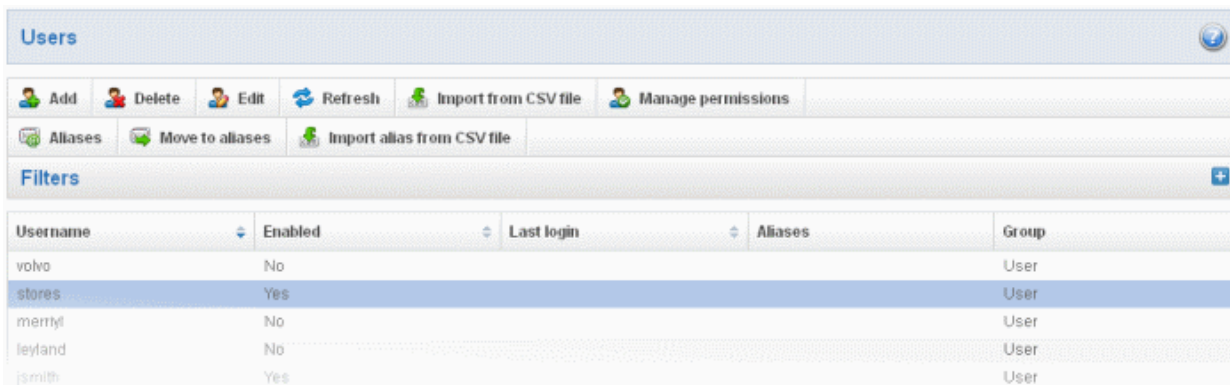 Users
Add Delete Edit Refresh Import from CSV file Manage permissions
Aliases Move to aliases Import alias from CSV file
Filters
Username Enabled Last login Aliases Group
volvo No User
stores Yes User
merrlyl No User
leyland No User
jsmith Yes User